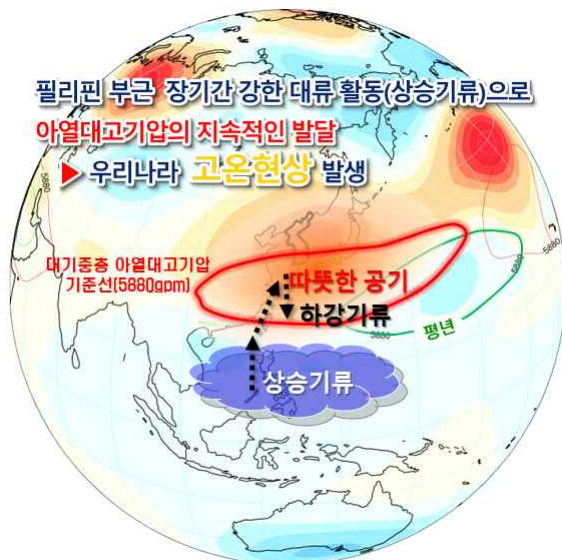 필리핀 부근 장기간 강한 대류 활동(상승기류)으로
아열대고기압의 지속적인 발달
▶ 우리나라 고온현상 발생
5880
5880
대기중층 아열대고기압
기준선(5880gpm)
따뜻한 공기
하강기류
5880
평년
5880
상승기류